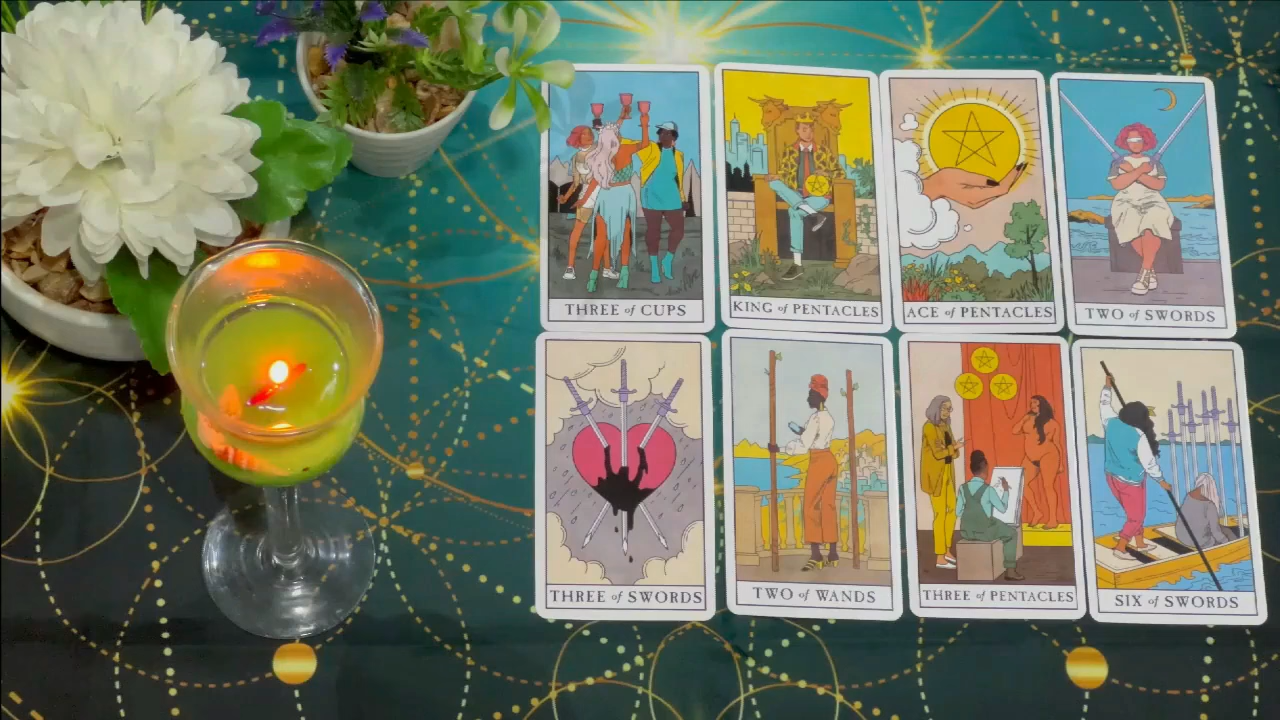 THREE of CUPS
KING of PENTACLES
ACE of PENTACLES
TWO of SWORDS
THREE of SWORDS
TWO of WANDS
THREE of PENTACLES
SIX of SWORDS